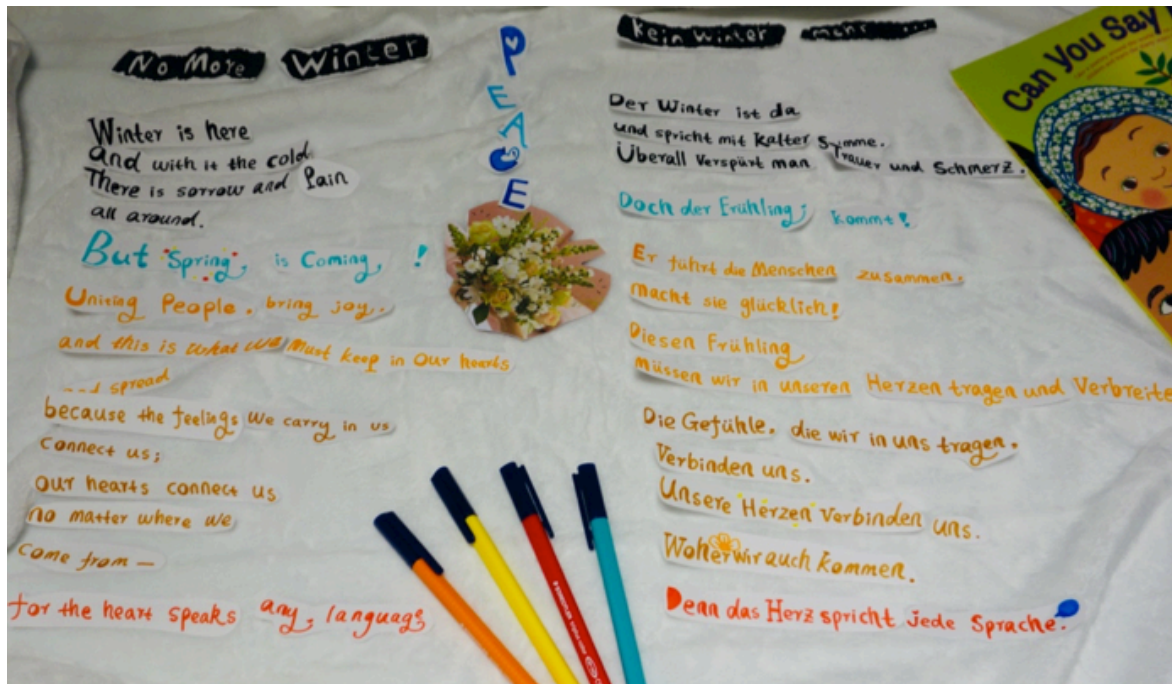 No More Winter
Winter is here
and with it the cold
There is sorrow and Pain
all around.
But Spring is Coming !
Uniting People, bring joy,
and this is what we Must keep in our hearts
spread
because the feelings we carry in us
Connect us;
our hearts connect us
no matter where we
come from —
for the heart speaks any language
PEACE
Kein Winter mehr ...
Der Winter ist da
und spricht mit kalter
Überall verspürt man Trauer und Schmerz.
Doch der Frühling kommt!
Er führt die Menschen zusammen,
macht sie glücklich!
Diesen Frühling
müssen wir in unseren Herzen tragen und Verbreite
Die Gefühle, die wir in uns tragen,
Verbinden uns.
Unsere Herzen verbinden uns.
Woher wir auch kommen.
Denn das Herz spricht jede Sprache.
Can You Say